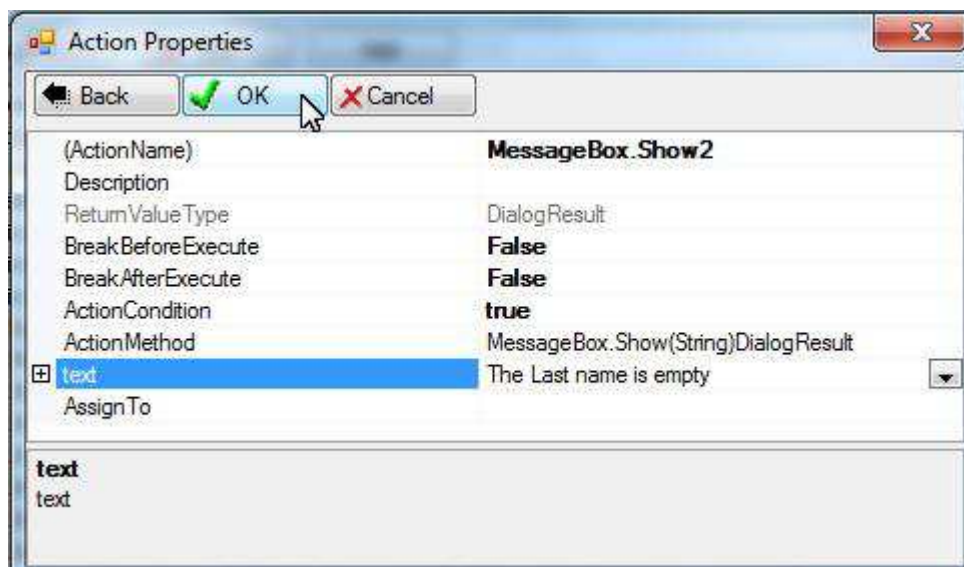 Action Properties
Back OK Cancel
(ActionName) MessageBox.Show2
Description
ReturnValueType DialogResult
BreakBeforeExecute False
BreakAfterExecute False
ActionCondition true
ActionMethod MessageBox.Show(String)DialogResult
text The Last name is empty
AssignTo
text
text